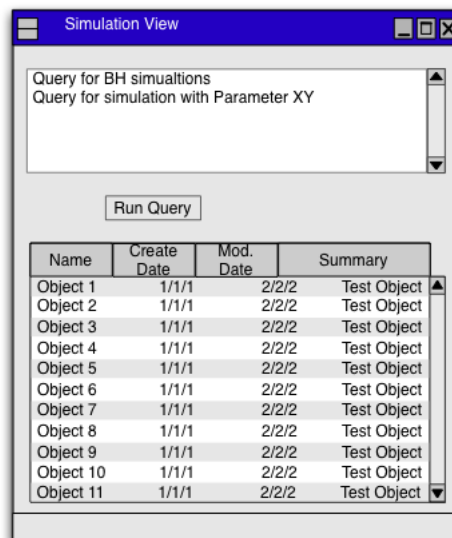 Simulation View
Query for BH simualtions
Query for simulation with Parameter XY
Run Query
Name Create Date Mod. Date Summary
Object 1 1/1/1 2/2/2 Test Object
Object 2 1/1/1 2/2/2 Test Object
Object 3 1/1/1 2/2/2 Test Object
Object 4 1/1/1 2/2/2 Test Object
Object 5 1/1/1 2/2/2 Test Object
Object 6 1/1/1 2/2/2 Test Object
Object 7 1/1/1 2/2/2 Test Object
Object 8 1/1/1 2/2/2 Test Object
Object 9 1/1/1 2/2/2 Test Object
Object 10 1/1/1 2/2/2 Test Object
Object 11 1/1/1 2/2/2 Test Object